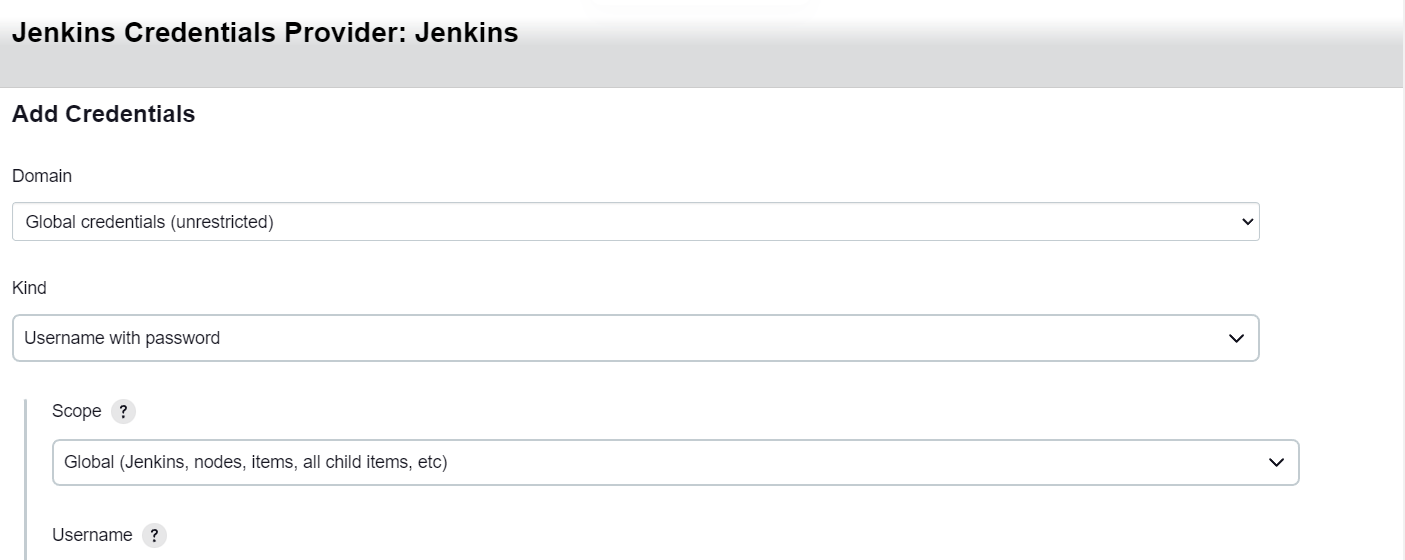 Jenkins Credentials Provider: Jenkins
Add Credentials
Domain
Global credentials (unrestricted)
Kind
Username with password
Scope ?
Global (Jenkins, nodes, items, all child items, etc)
Username ?